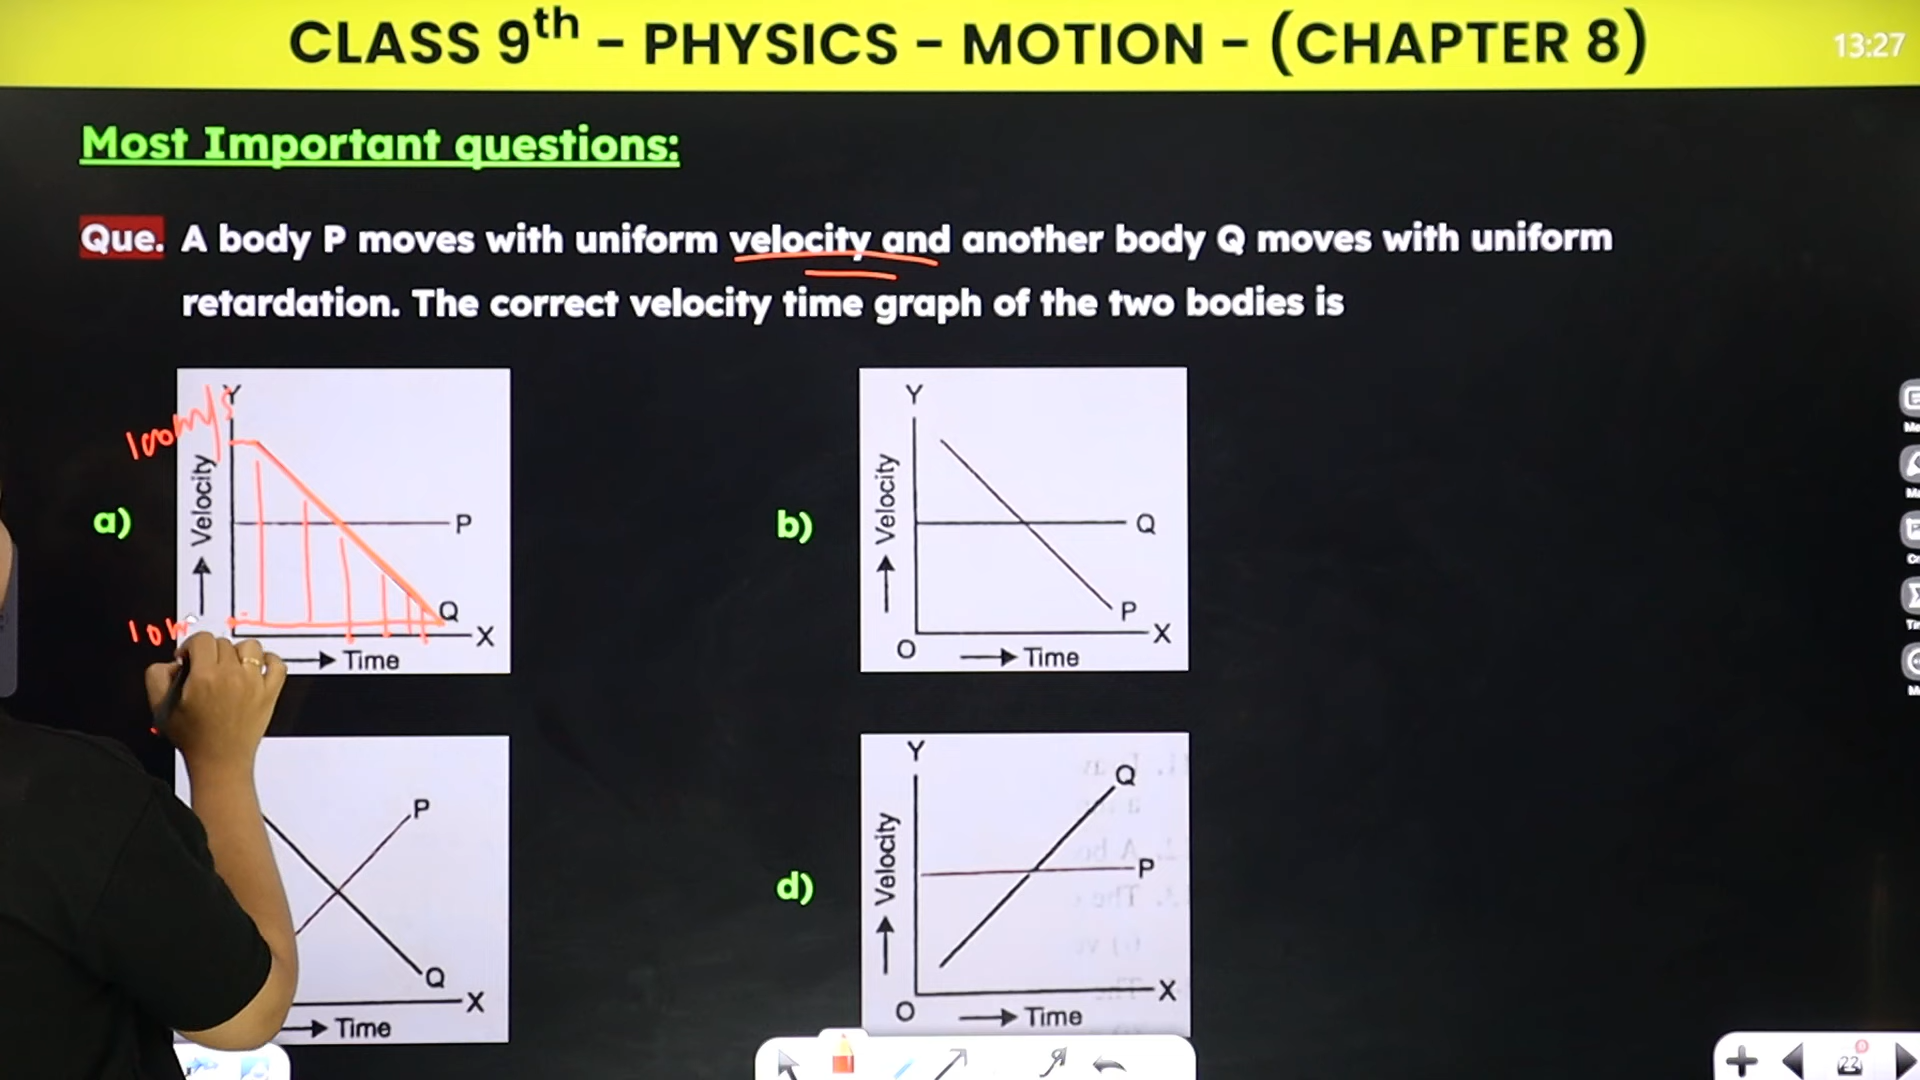 CLASS 9th - PHYSICS - MOTION - (CHAPTER 8)
13:27
Most Important questions:
Que. A body P moves with uniform velocity and another body Q moves with uniform
retardation. The correct velocity time graph of the two bodies is
a)
Y
100m/s
Velocity
P
Q
10m
X
Time
b)
Y
Velocity
Q
P
X
O
Time
P
Q
X
Time
d)
Y
Q
Velocity
P
X
O
Time
22